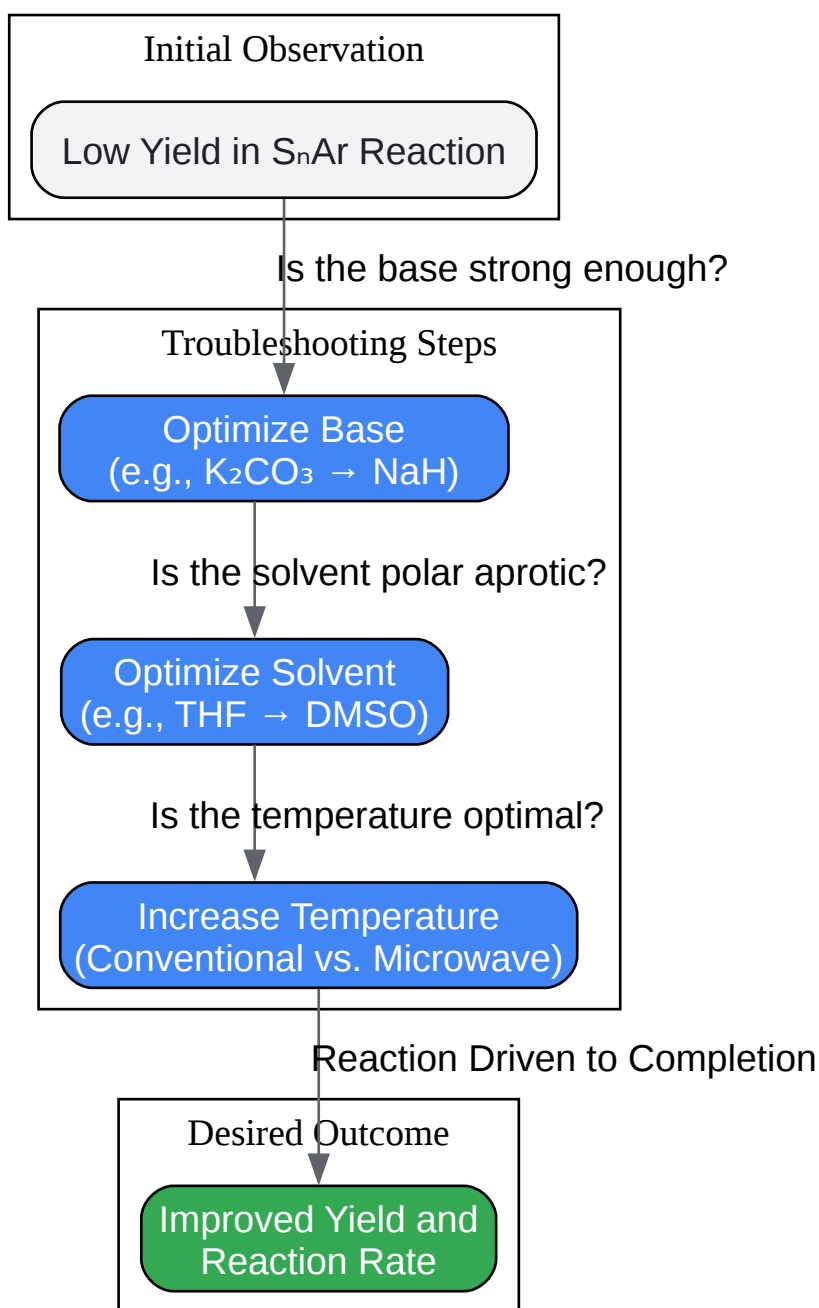 Initial Observation
Low Yield in SₙAr Reaction
Is the base strong enough?
Troubleshooting Steps
Optimize Base
(e.g., K₂CO₃ → NaH)
Is the solvent polar aprotic?
Optimize Solvent
(e.g., THF → DMSO)
Is the temperature optimal?
Increase Temperature
(Conventional vs. Microwave)
Reaction Driven to Completion
Desired Outcome
Improved Yield and
Reaction Rate